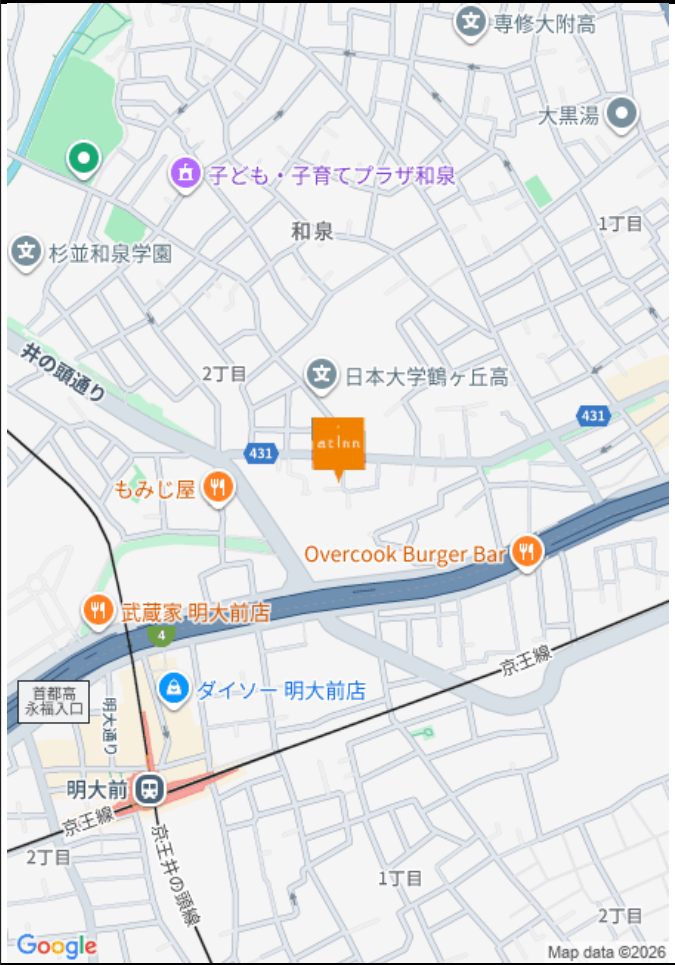 専修大附高
大黒湯
子ども・子育てプラザ和泉
1丁目
和泉
杉並和泉学園
井の頭通り
2丁目
日本大学鶴ヶ丘高
431
atinn
431
もみじ屋
Overcook Burger Bar
武蔵家 明大前店
4
京王線
首都高
永福入口
ダイソー 明大前店
明大通り
明大前
京王線
京王井の頭線
2丁目
1丁目
2丁目
Google
Map data ©2026